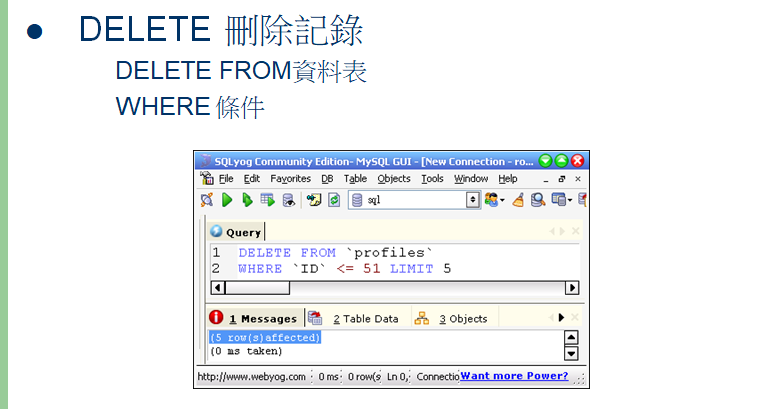 DELETE 刪除記錄
DELETE FROM資料表
WHERE 條件
SQLyog Community Edition- MySQL GUI - [New Connection - ro...
File Edit Favorites DB Table Objects Tools Window Help
sql
Query
1 DELETE FROM `profiles`
2 WHERE `ID` <= 51 LIMIT 5
1 Messages 2 Table Data 3 Objects
(5 row(s)affected)
(0 ms taken)
http://www.webyog.com 0 ms 0 row(s Ln 0, Connectio Want more Power?